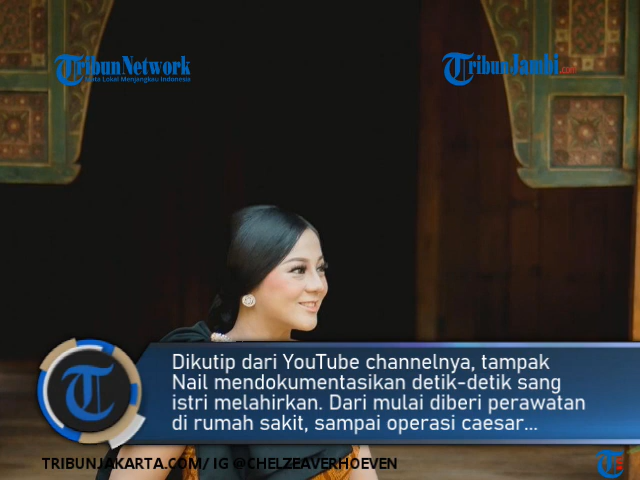 TribunNetwork
Mata Lokal Menjangkau Indonesia
TribunJambi.com
Dikutip dari YouTube channelnya, tampak
Nail mendokumentasikan detik-detik sang
istri melahirkan. Dari mulai diberi perawatan
di rumah sakit, sampai operasi caesar...
TRIBUNJAKARTA.COM/ IG @CHELZEAVERHOEVEN